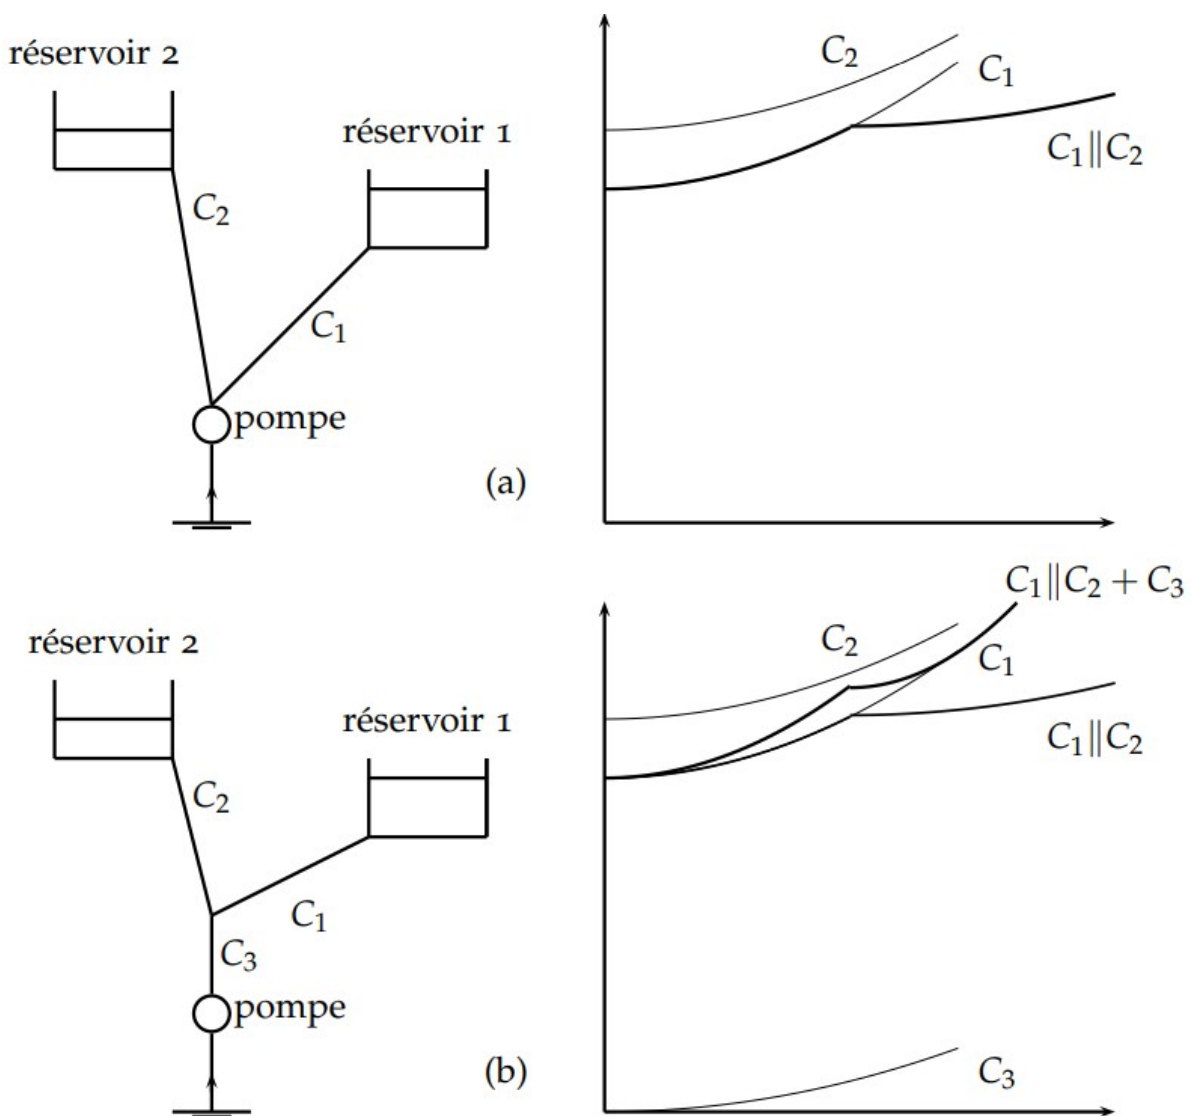 réservoir 2
réservoir 1
C₂
C₁
pompe
(a)
C₂
C₁
C₁∥C₂
réservoir 2
réservoir 1
C₂
C₁
C₃
pompe
(b)
C₁∥C₂ + C₃
C₂
C₁
C₁∥C₂
C₃